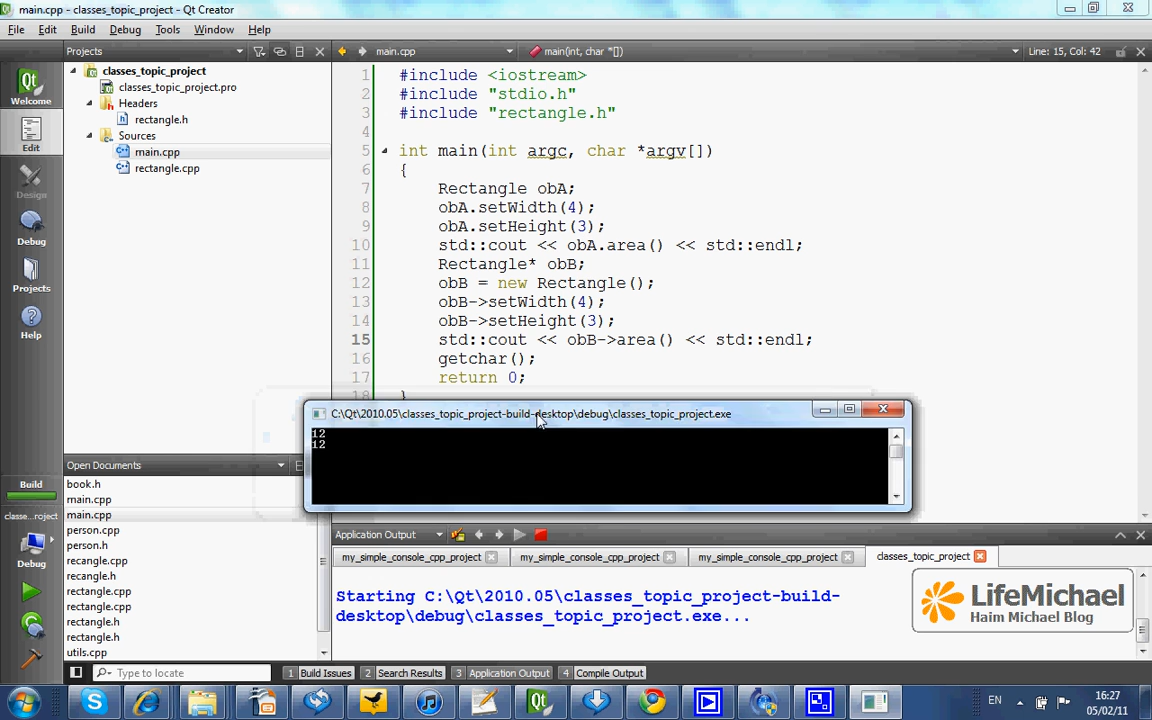 main.cpp - classes_topic_project - Qt Creator
File Edit Build Debug Tools Window Help
Projects
main.cpp
main(int, char *[])
Line: 15, Col: 42
Welcome
Edit
Design
Debug
Projects
Help
classes_topic_project
classes_topic_project.pro
Headers
rectangle.h
Sources
main.cpp
rectangle.cpp
1 #include <iostream>
2 #include "stdio.h"
3 #include "rectangle.h"
4
5 int main(int argc, char *argv[])
6 {
7 Rectangle obA;
8 obA.setWidth(4);
9 obA.setHeight(3);
10 std::cout << obA.area() << std::endl;
11 Rectangle* obB;
12 obB = new Rectangle();
13 obB->setWidth(4);
14 obB->setHeight(3);
15 std::cout << obB->area() << std::endl;
16 getchar();
17 return 0;
18 }
C:\Qt\2010.05\classes_topic_project-build-desktop\debug\classes_topic_project.exe
12
12
Open Documents
book.h
main.cpp
main.cpp
person.cpp
person.h
recangle.cpp
recangle.h
rectangle.cpp
rectangle.cpp
rectangle.h
rectangle.h
utils.cpp
Build
classe...roject
Debug
Application Output
my_simple_console_cpp_project my_simple_console_cpp_project my_simple_console_cpp_project classes_topic_project
Starting C:\Qt\2010.05\classes_topic_project-build-
desktop\debug\classes_topic_project.exe...
LifeMichael
Haim Michael Blog
Type to locate
1 Build Issues 2 Search Results 3 Application Output 4 Compile Output
EN
16:27
05/02/11